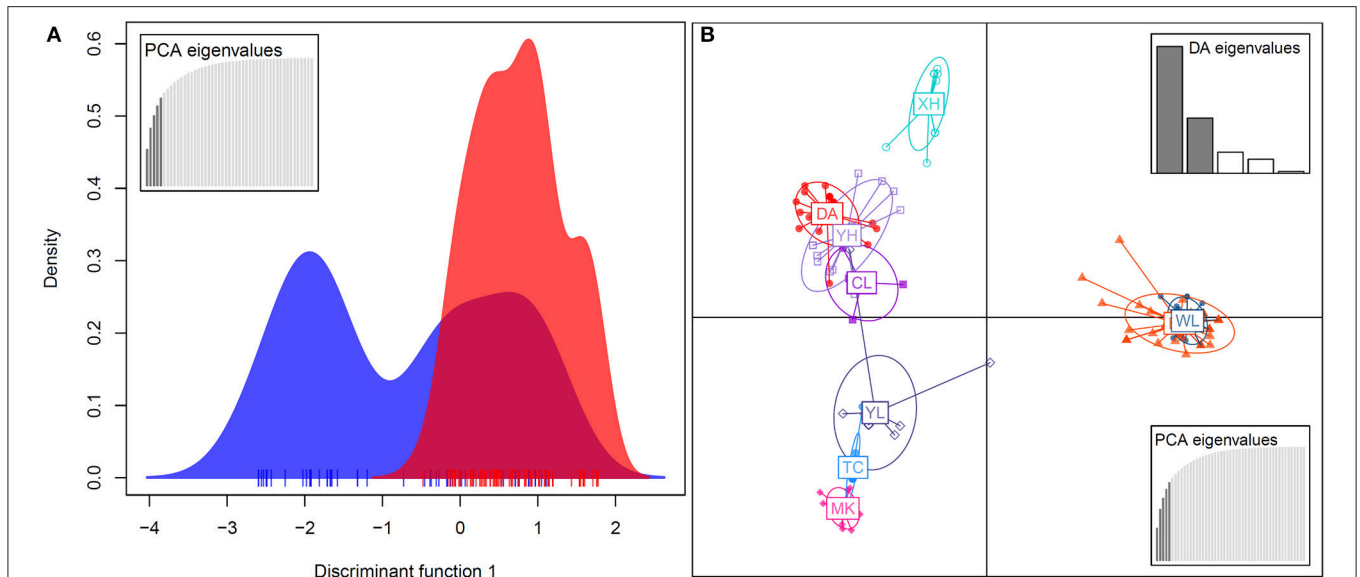 A
PCA eigenvalues
0.6
0.5
0.4
0.3
0.2
0.1
0.0
Density
−4
−3
−2
−1
0
1
2
Discriminant function 1
B
DA eigenvalues
XH
DA
YH
CL
WL
YL
TC
MK
PCA eigenvalues